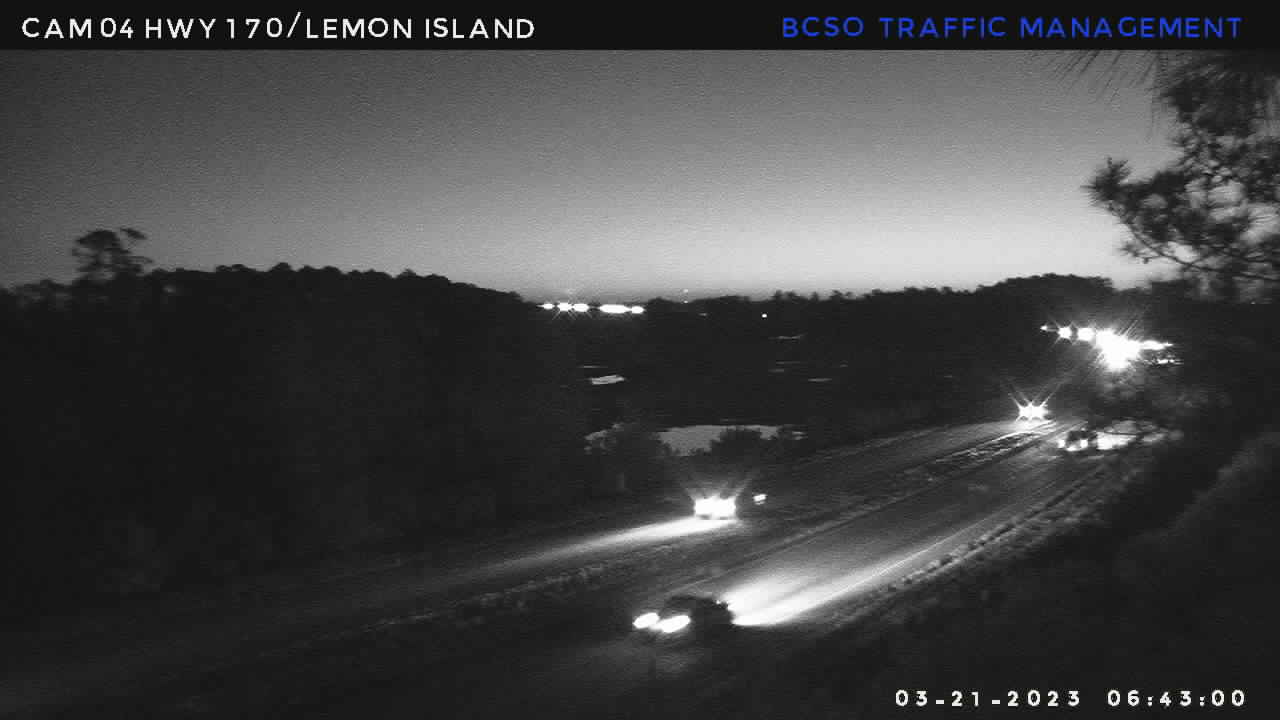 CAM04 HWY 170/LEMON ISLAND
BCSO TRAFFIC MANAGEMENT
03-21-2023 06:43:00